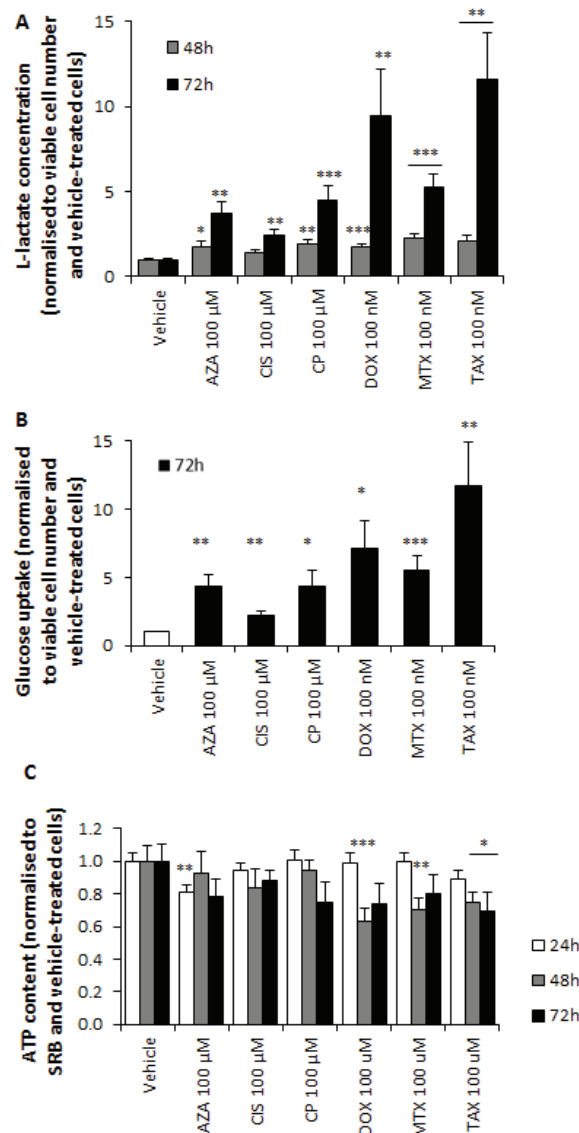 A
L-lactate concentration
(normalised to viable cell number
and vehicle-treated cells)
15
10
5
0
48h
72h
*
**
**
**
***
***
**
***
**
Vehicle
AZA 100 µM
CIS 100 µM
CP 100 µM
DOX 100 nM
MTX 100 nM
TAX 100 nM
B
Glucose uptake (normalised
to viable cell number and
vehicle-treated cells)
15
10
5
0
72h
**
**
*
*
***
**
Vehicle
AZA 100 µM
CIS 100 µM
CP 100 µM
DOX 100 nM
MTX 100 nM
TAX 100 nM
C
ATP content (normalised to
SRB and vehicle-treated cells)
1.2
1.0
0.8
0.6
0.4
0.2
0.0
**
***
**
*
24h
48h
72h
Vehicle
AZA 100 µM
CIS 100 µM
CP 100 µM
DOX 100 uM
MTX 100 uM
TAX 100 uM